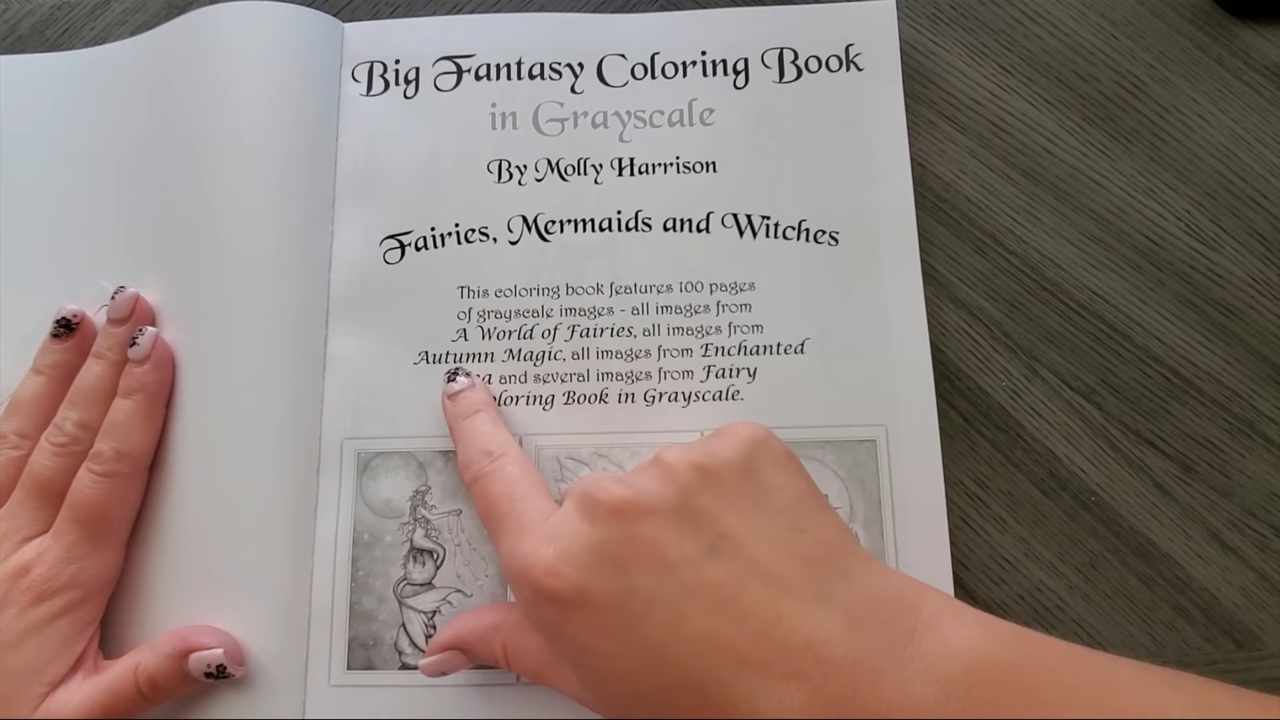 Big Fantasy Coloring Book
in Grayscale
By Molly Harrison
Fairies, Mermaids and Witches
This coloring book features 100 pages
of grayscale images - all images from
A World of Fairies, all images from
Autumn Magic, all images from Enchanted
and several images from Fairy
Book in Grayscale.